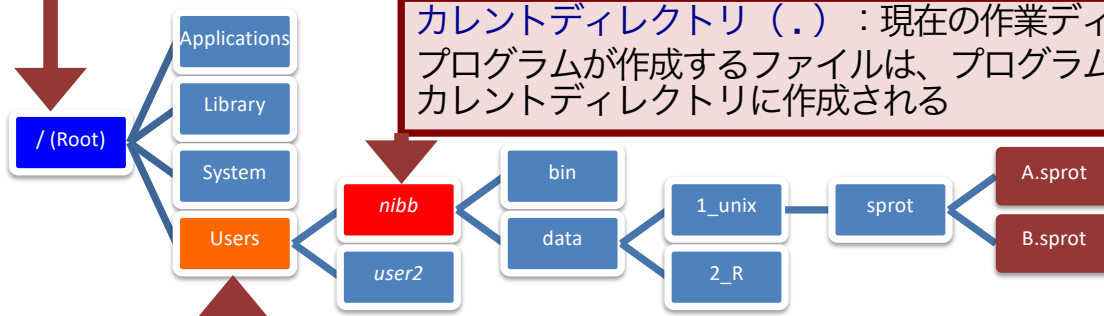 カレントディレクトリ（.）：現在の作業ディ
プログラムが作成するファイルは、プログラム
カレントディレクトリに作成される
/ (Root)
Applications
Library
System
Users
nibb
user2
bin
data
1_unix
2_R
sprot
A.sprot
B.sprot